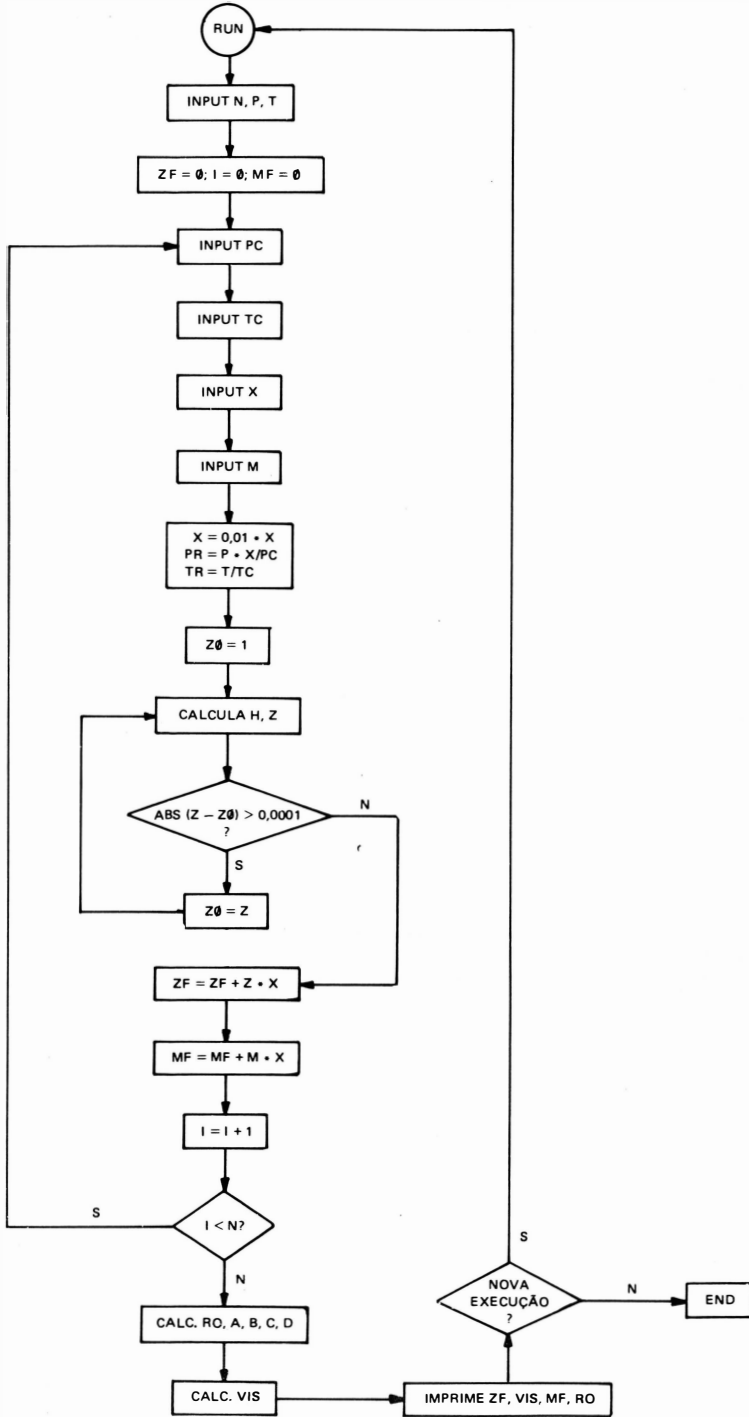 RUN
INPUT N, P, T
ZF = 0; I = 0; MF = 0
INPUT PC
INPUT TC
INPUT X
INPUT M
X = 0,01 • X
PR = P • X/PC
TR = T/TC
Z0 = 1
CALCULA H, Z
ABS (Z – Z0) > 0,0001
?
N
S
Z0 = Z
ZF = ZF + Z • X
MF = MF + M • X
I = I + 1
I < N?
S
N
CALC. RO, A, B, C, D
CALC. VIS
IMPRIME ZF, VIS, MF, RO
NOVA
EXECUÇÃO
?
S
N
END